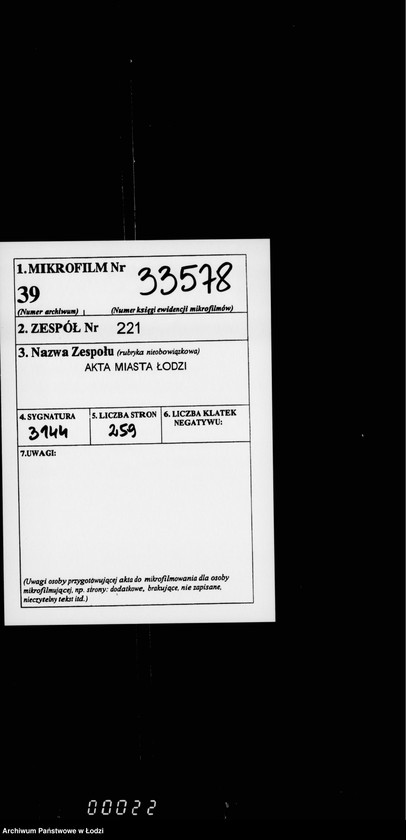 1. MIKROFILM Nr 33578
39
(Numer archiwum) (Numer księgi ewidencji mikrofilmów)
2. ZESPÓŁ Nr 221
3. Nazwa Zespołu (rubryka nieobowiązkowa)
AKTA MIASTA ŁODZI
4. SYGNATURA 5. LICZBA STRON 6. LICZBA KLATEK
NEGATYWU:
3144 259
7. UWAGI:
(Uwagi osoby przygotowującej akta do mikrofilmowania dla osoby
mikrofilmującej, np. strony: dodatkowe, brakujące, nie zapisane,
nieczytelny tekst itd.)
00022
Archiwum Państwowe w Łodzi